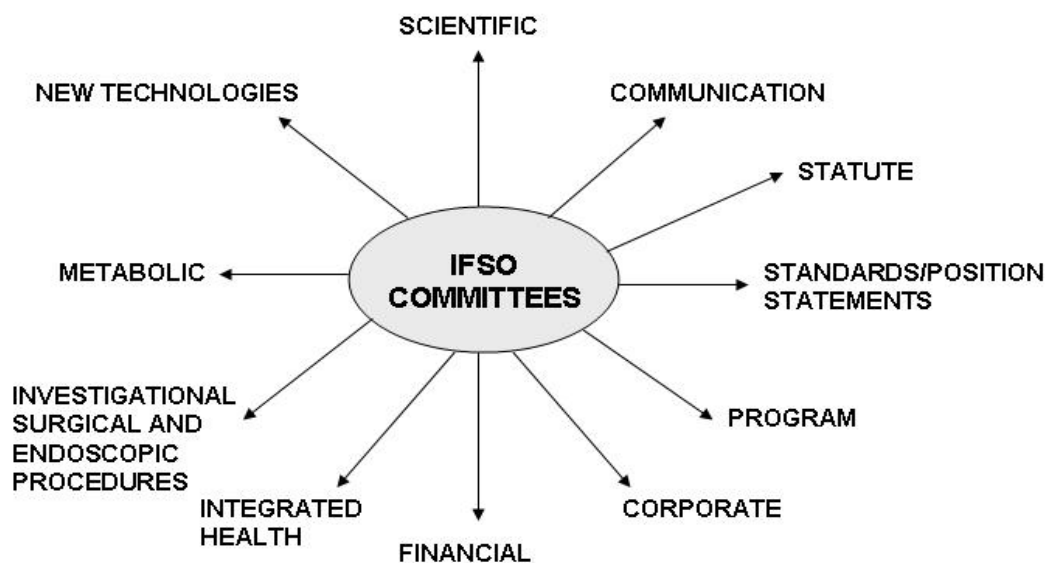 SCIENTIFIC
NEW TECHNOLOGIES
COMMUNICATION
STATUTE
METABOLIC
IFSO
COMMITTEES
STANDARDS/POSITION
STATEMENTS
INVESTIGATIONAL
SURGICAL AND
ENDOSCOPIC
PROCEDURES
PROGRAM
INTEGRATED
HEALTH
CORPORATE
FINANCIAL